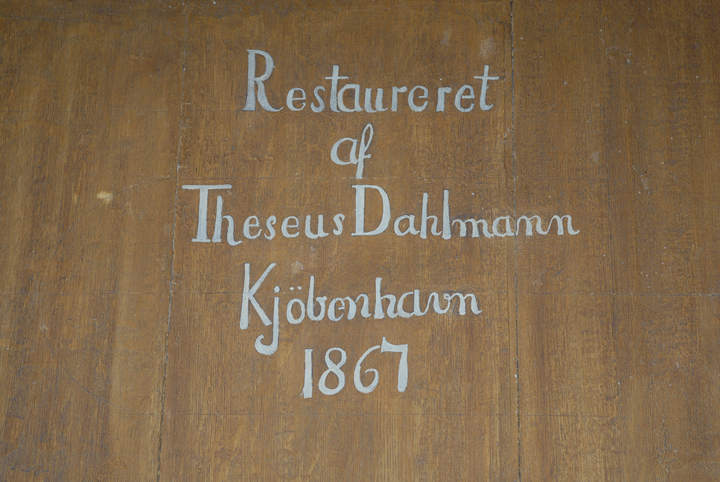 Restaureret
af
Theseus Dahlmann
Kjöbenhavn
1867